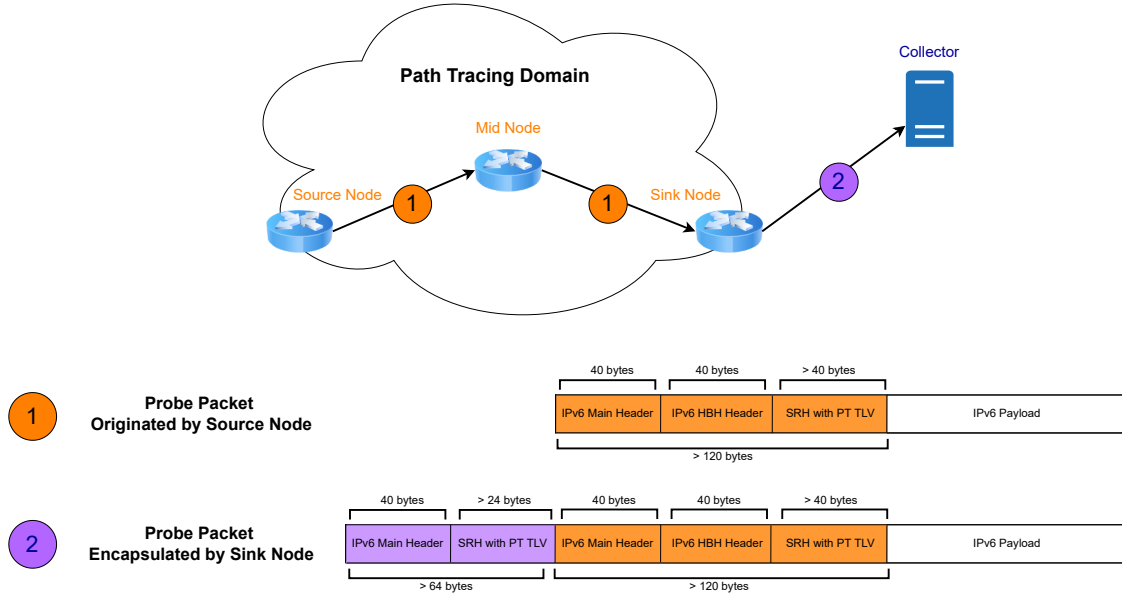 Collector
Path Tracing Domain
Mid Node
Source Node
Sink Node
1
1
2
40 bytes
40 bytes
> 40 bytes
1
Probe Packet
Originated by Source Node
IPv6 Main Header
IPv6 HBH Header
SRH with PT TLV
IPv6 Payload
> 120 bytes
40 bytes
> 24 bytes
40 bytes
40 bytes
> 40 bytes
2
Probe Packet
Encapsulated by Sink Node
IPv6 Main Header
SRH with PT TLV
IPv6 Main Header
IPv6 HBH Header
SRH with PT TLV
IPv6 Payload
> 64 bytes
> 120 bytes